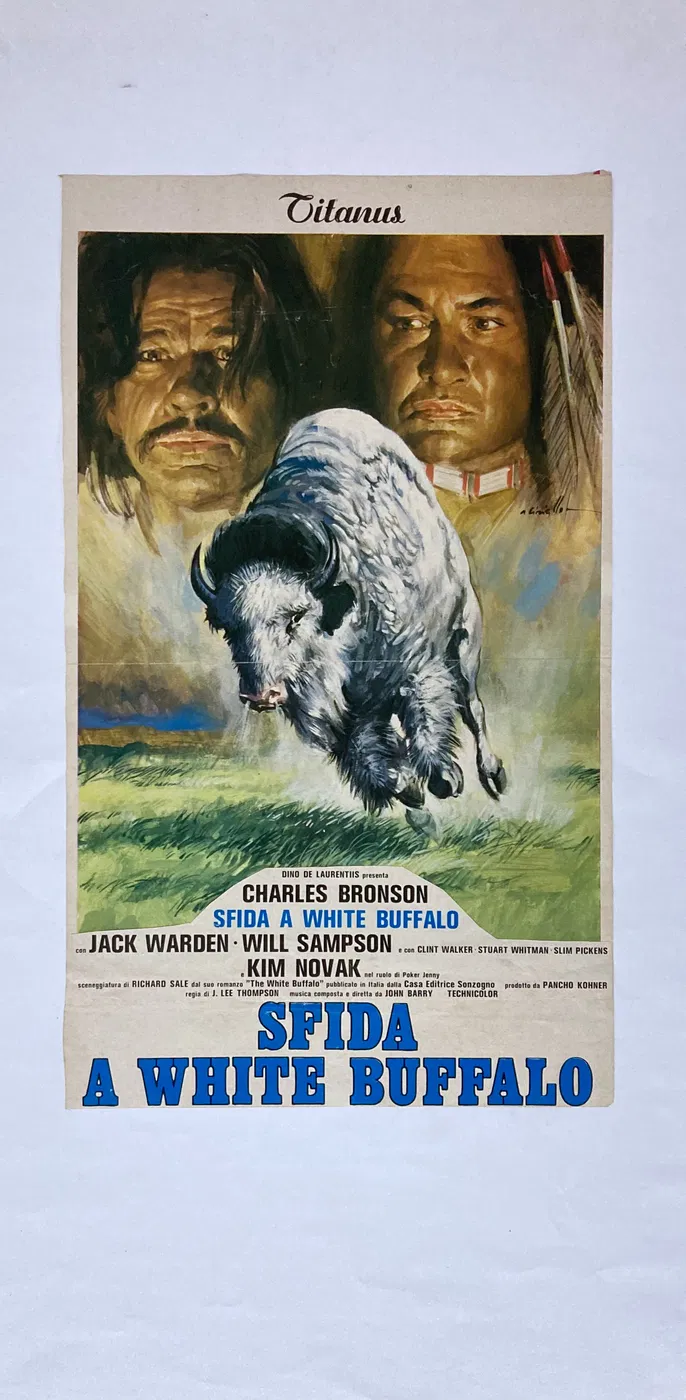 Titanus
DINO DE LAURENTIIS presenta
CHARLES BRONSON
SFIDA A WHITE BUFFALO
con JACK WARDEN · WILL SAMPSON e con CLINT WALKER · STUART WHITMAN · SLIM PICKENS
e KIM NOVAK nel ruolo di Poker Jenny
sceneggiatura di RICHARD SALE dal suo romanzo "The White Buffalo" pubblicato in Italia dalla Casa Editrice Sonzogno prodotto da PANCHO KOHNER
regia di J. LEE THOMPSON musica composta e diretta da JOHN BARRY TECHNICOLOR
SFIDA
A WHITE BUFFALO